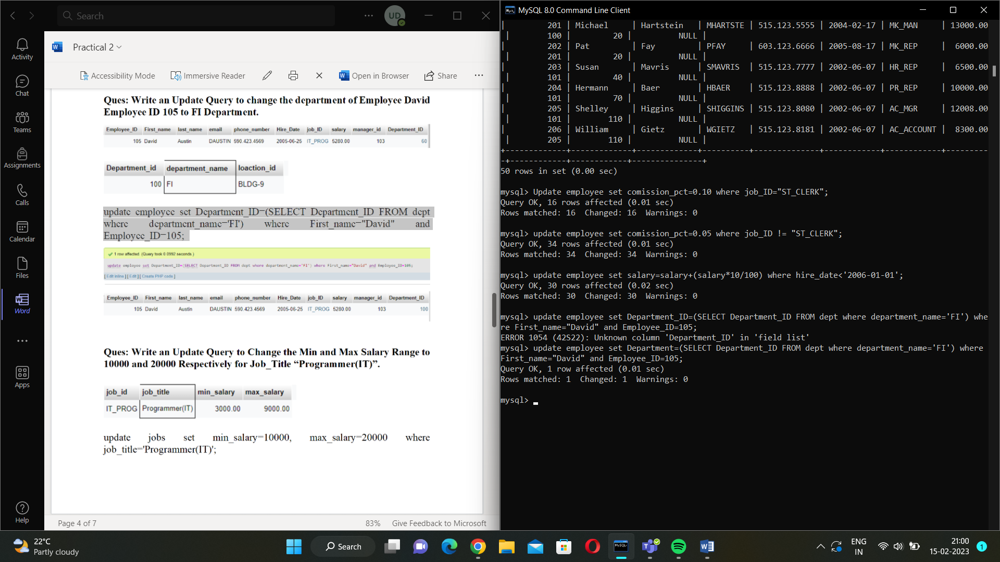 Search
UD
Activity
Chat
Teams
Assignments
Calls
Calendar
Files
Word
Apps
Help
Practical 2
Accessibility Mode
Immersive Reader
Open in Browser
Share
Ques: Write an Update Query to change the department of Employee David
Employee ID 105 to FI Department.
Employee_ID First_name last_name email phone_number Hire_Date job_ID salary manager_id Department_ID
105 David Austin DAUSTIN 590.423.4569 2005-06-25 IT_PROG 5280.00 103 60
Department_id department_name loaction_id
100 FI BLDG-9
update employee set Department_ID=(SELECT Department_ID FROM dept
where department_name='FI') where First_name="David" and
Employee_ID=105;
1 row affected. (Query took 0.0992 seconds.)
update employee set Department_ID=(SELECT Department_ID FROM dept where department_name='FI') where First_name="David" and Employee_ID=105;
[ Edit inline ] [ Edit ] [ Create PHP code ]
Employee_ID First_name last_name email phone_number Hire_Date job_ID salary manager_id Department_ID
105 David Austin DAUSTIN 590.423.4569 2005-06-25 IT_PROG 5280.00 103 100
Ques: Write an Update Query to Change the Min and Max Salary Range to
10000 and 20000 Respectively for Job_Title “Programmer(IT)”.
job_id job_title min_salary max_salary
IT_PROG Programmer(IT) 3000.00 9000.00
update jobs set min_salary=10000, max_salary=20000 where
job_title='Programmer(IT)';
Page 4 of 7
83%
Give Feedback to Microsoft
MySQL 8.0 Command Line Client
| 201 | Michael | Hartstein | MHARTSTE | 515.123.5555 | 2004-02-17 | MK_MAN | 13000.00
| 100 | 20 | NULL |
| 202 | Pat | Fay | PFAY | 603.123.6666 | 2005-08-17 | MK_REP | 6000.00
| 201 | 20 | NULL |
| 203 | Susan | Mavris | SMAVRIS | 515.123.7777 | 2002-06-07 | HR_REP | 6500.00
| 101 | 40 | NULL |
| 204 | Hermann | Baer | HBAER | 515.123.8888 | 2002-06-07 | PR_REP | 10000.00
| 101 | 70 | NULL |
| 205 | Shelley | Higgins | SHIGGINS | 515.123.8080 | 2002-06-07 | AC_MGR | 12008.00
| 101 | 110 | NULL |
| 206 | William | Gietz | WGIETZ | 515.123.8181 | 2002-06-07 | AC_ACCOUNT | 8300.00
| 205 | 110 | NULL |
+-------------+-------------+-------------+----------+--------------+------------+------------+---------
-+------------+------------+---------------+
50 rows in set (0.00 sec)
mysql> Update employee set comission_pct=0.10 where job_ID="ST_CLERK";
Query OK, 16 rows affected (0.01 sec)
Rows matched: 16 Changed: 16 Warnings: 0
mysql> update employee set comission_pct=0.05 where job_ID != "ST_CLERK";
Query OK, 34 rows affected (0.01 sec)
Rows matched: 34 Changed: 34 Warnings: 0
mysql> update employee set salary=salary+(salary*10/100) where hire_date<'2006-01-01';
Query OK, 30 rows affected (0.02 sec)
Rows matched: 30 Changed: 30 Warnings: 0
mysql> update employee set Department_ID=(SELECT Department_ID FROM dept where department_name='FI') whe
re First_name="David" and Employee_ID=105;
ERROR 1054 (42S22): Unknown column 'Department_ID' in 'field list'
mysql> update employee set Department=(SELECT Department_ID FROM dept where department_name='FI') where
First_name="David" and Employee_ID=105;
Query OK, 1 row affected (0.01 sec)
Rows matched: 1 Changed: 1 Warnings: 0
mysql>
22°C
Partly cloudy
Search
ENG
IN
21:00
15-02-2023
1